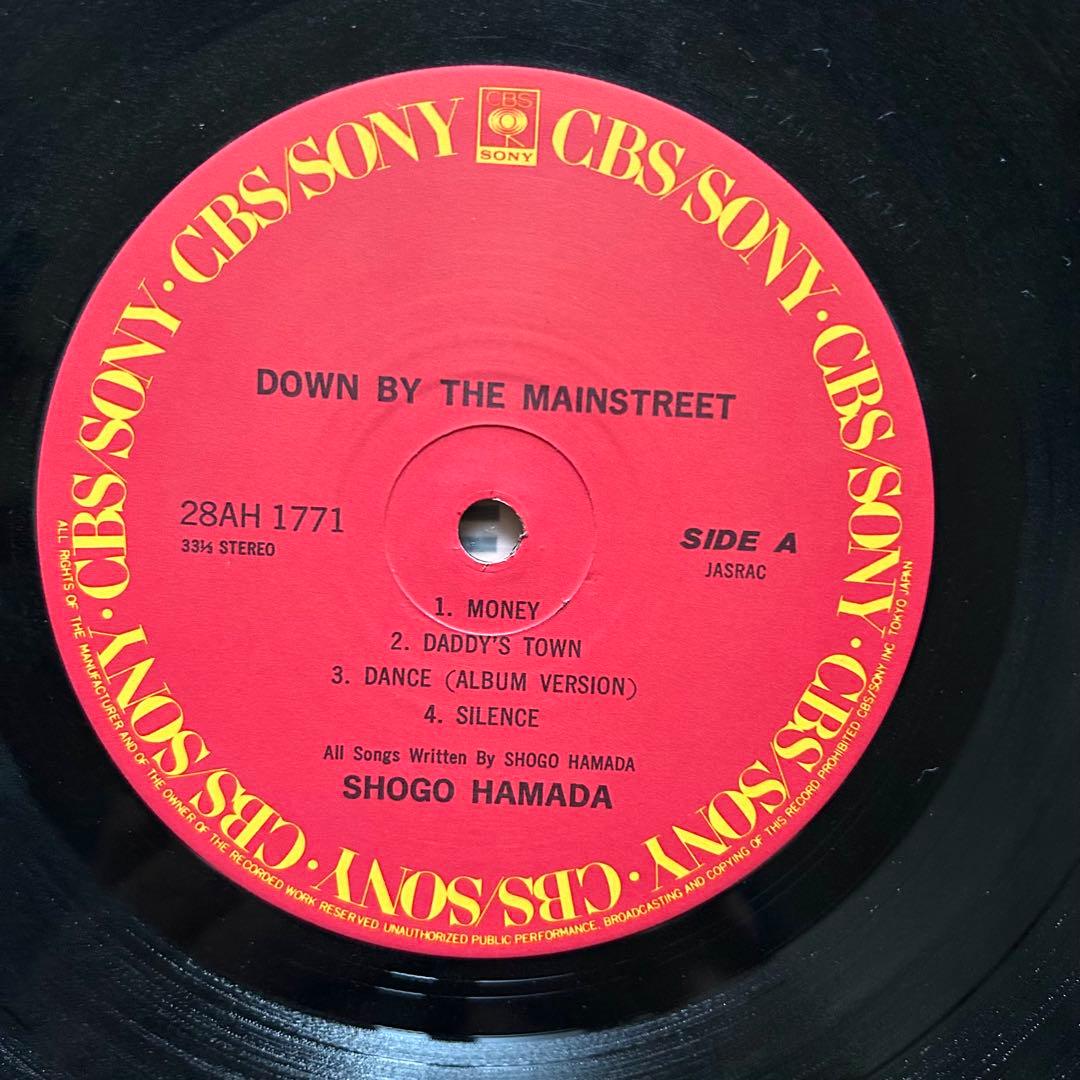 CBS
SONY
CBS/SONY · CBS/SONY · CBS/SONY · CBS/SONY · CBS/SONY · CBS/SONY · CBS/SONY · CBS/SONY · CBS/SONY
DOWN BY THE MAINSTREET
28AH 1771
33⅓ STEREO
SIDE A
JASRAC
1. MONEY
2. DADDY'S TOWN
3. DANCE (ALBUM VERSION)
4. SILENCE
All Songs Written By SHOGO HAMADA
SHOGO HAMADA
ALL RIGHTS OF THE MANUFACTURER AND OF THE OWNER OF THE RECORDED WORK RESERVED. UNAUTHORIZED PUBLIC PERFORMANCE, BROADCASTING AND COPYING OF THIS RECORD PROHIBITED CBS/SONY INC. TOKYO JAPAN